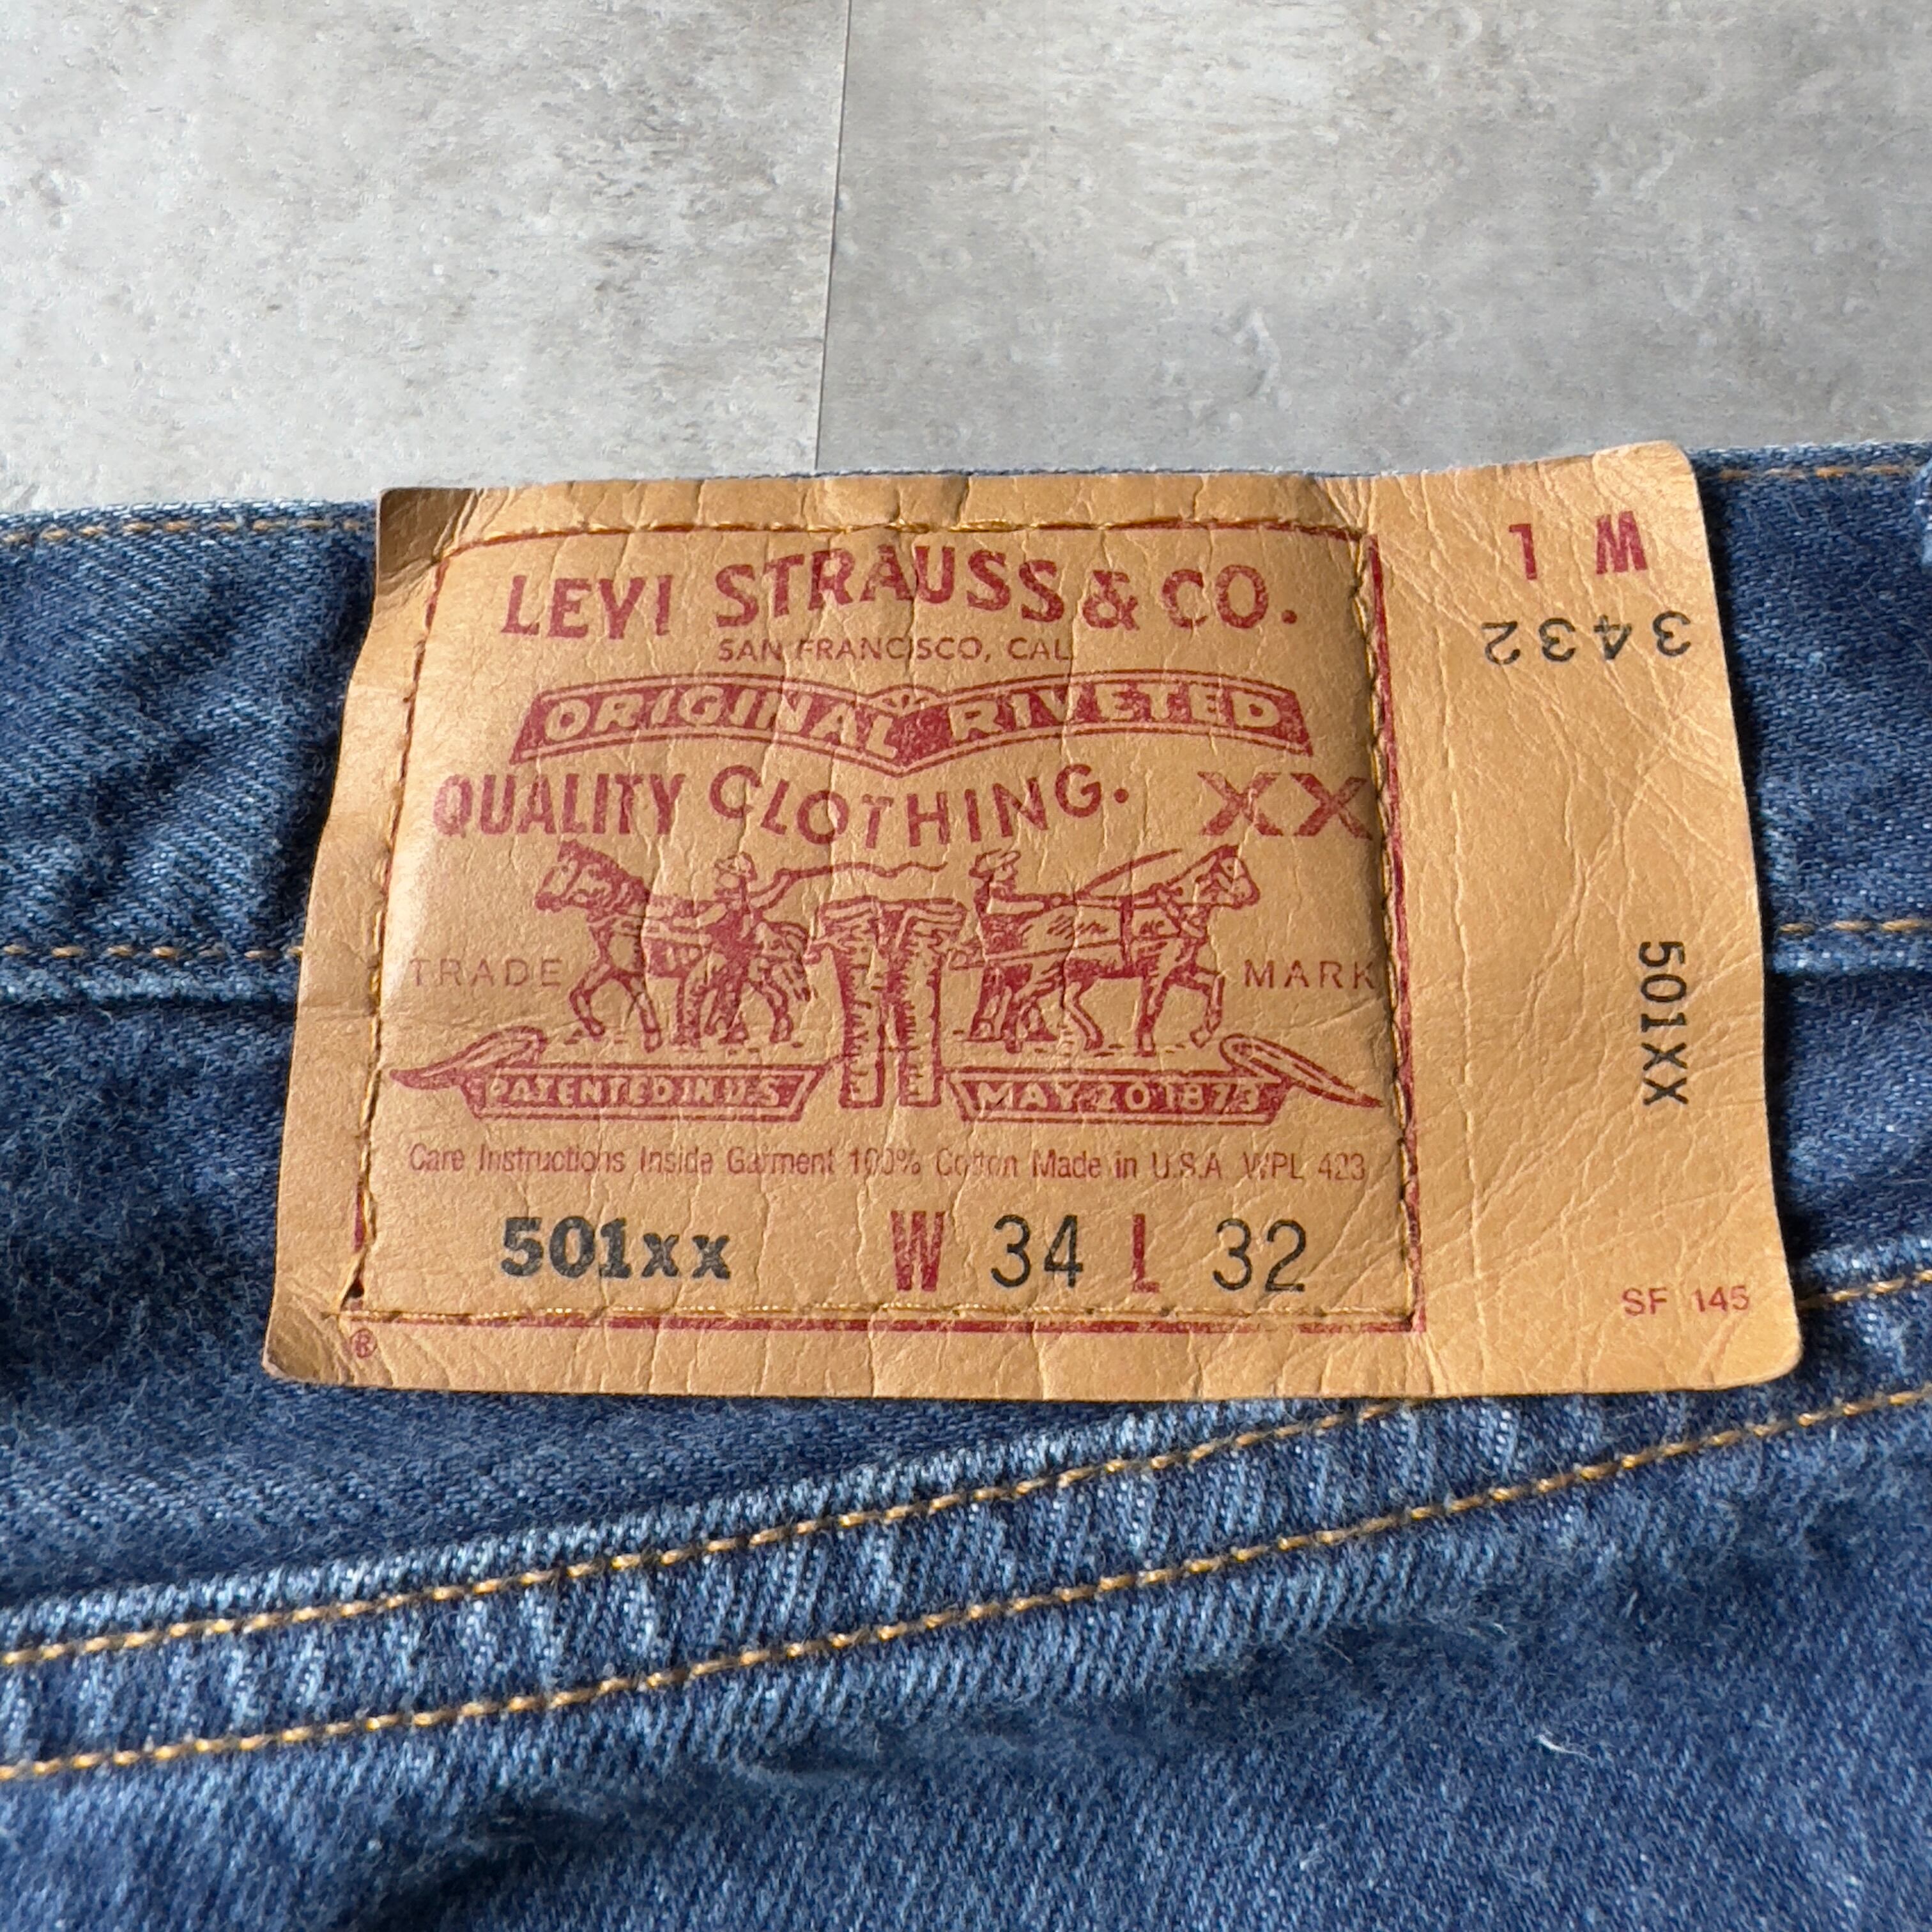 LEVI STRAUSS & CO.
SAN FRANCISCO, CAL
ORIGINAL RIVETED
QUALITY CLOTHING. XX
TRADE MARK
PATENTED IN U.S MAY 20 1873
Care Instructions Inside Garment 100% Cotton Made in U.S.A WPL 423
501xx W 34 L 32
®
W L
3432
501XX
SF 145